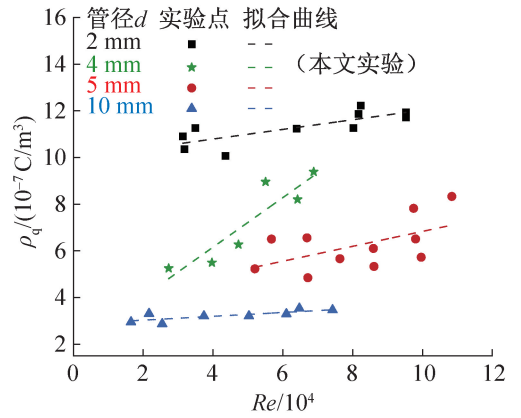 管径d 实验点 拟合曲线
2 mm
4 mm （本文实验）
5 mm
10 mm
16
14
12
10
8
6
4
2
ρq/(10⁻⁷ C/m³)
0 2 4 6 8 10 12
Re/10⁴